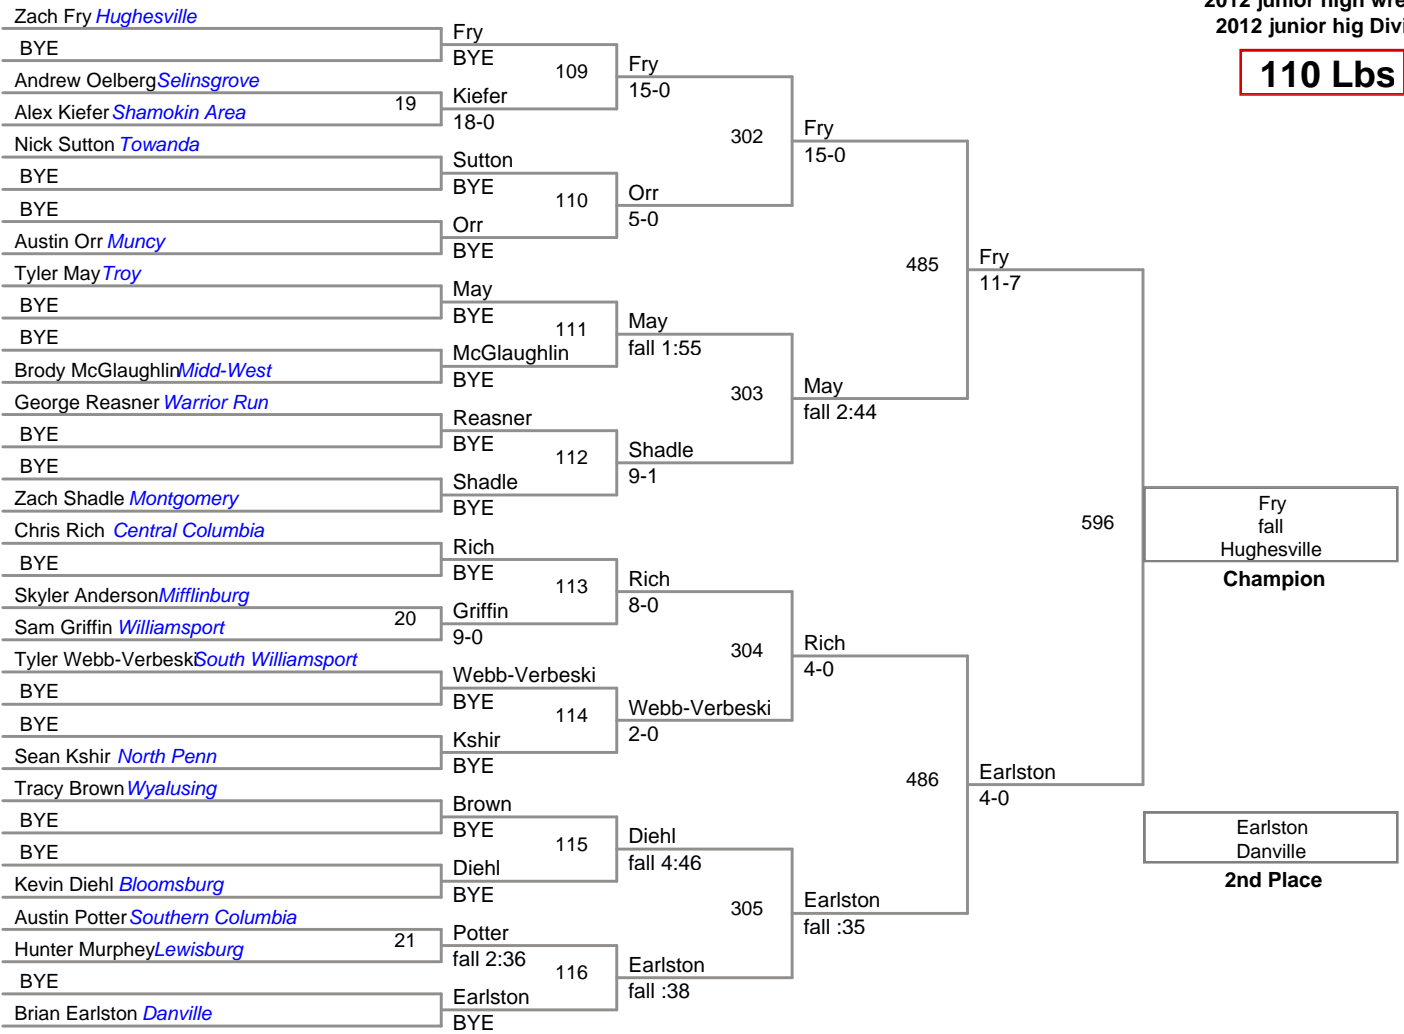 2012 junior high wre
2012 junior hig Divi
110 Lbs
Zach Fry Hughesville
BYE
Andrew Oelberg Selinsgrove
Alex Kiefer Shamokin Area
Nick Sutton Towanda
BYE
BYE
Austin Orr Muncy
Tyler May Troy
BYE
BYE
Brody McGlaughlin Midd-West
George Reasner Warrior Run
BYE
BYE
Zach Shadle Montgomery
Chris Rich Central Columbia
BYE
Skyler Anderson Mifflinburg
Sam Griffin Williamsport
Tyler Webb-Verbeski South Williamsport
BYE
BYE
Sean Kshir North Penn
Tracy Brown Wyalusing
BYE
BYE
Kevin Diehl Bloomsburg
Austin Potter Southern Columbia
Hunter Murphey Lewisburg
BYE
Brian Earlston Danville
19
20
21
Fry
BYE
Kiefer
18-0
Sutton
BYE
Orr
BYE
May
BYE
McGlaughlin
BYE
Reasner
BYE
Shadle
BYE
Rich
BYE
Griffin
9-0
Webb-Verbeski
BYE
Kshir
BYE
Brown
BYE
Diehl
BYE
Potter
fall 2:36
Earlston
BYE
109
110
111
112
113
114
115
116
Fry
15-0
Orr
5-0
May
fall 1:55
Shadle
9-1
Rich
8-0
Webb-Verbeski
2-0
Diehl
fall 4:46
Earlston
fall :38
302
303
304
305
Fry
15-0
May
fall 2:44
Rich
4-0
Earlston
fall :35
485
486
Fry
11-7
Earlston
4-0
596
Fry
fall
Hughesville
Champion
Earlston
Danville
2nd Place